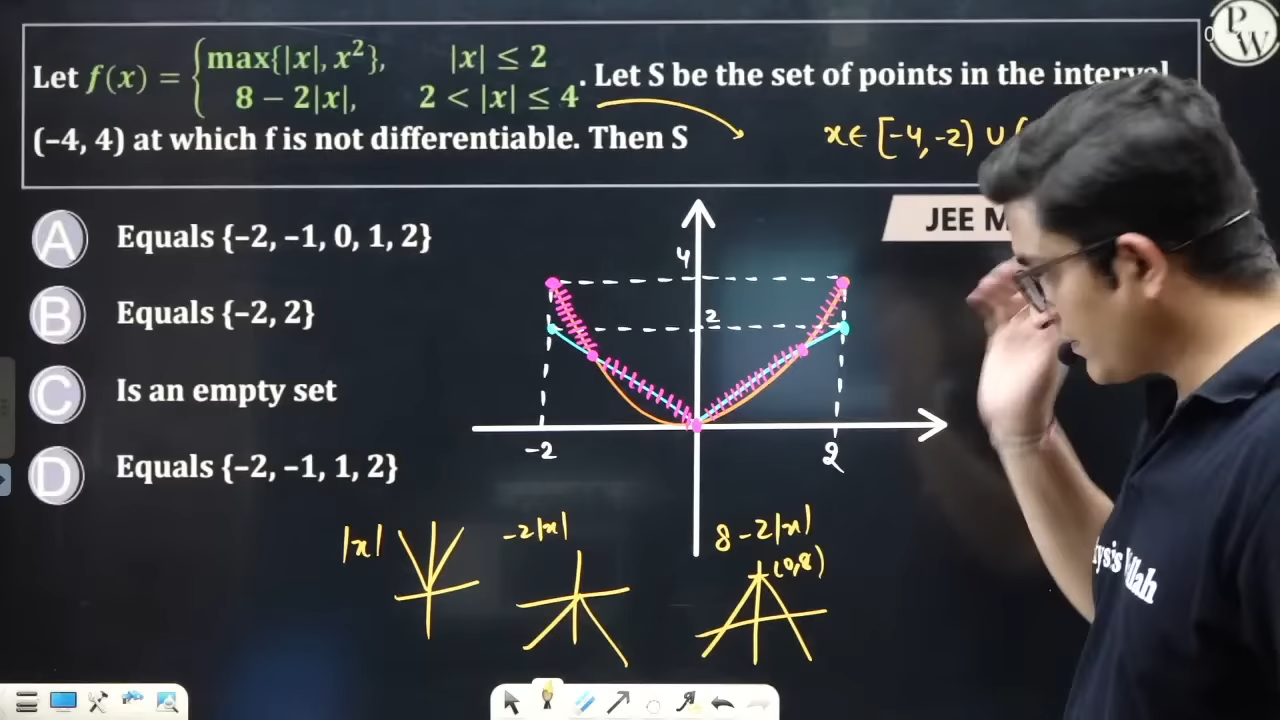 P
W
Let f(x) = { max{|x|, x²}, |x| ≤ 2
8 − 2|x|, 2 < |x| ≤ 4 . Let S be the set of points in the interval
(−4, 4) at which f is not differentiable. Then S
x ∈ [-4, -2) ∪ (
JEE M
A Equals {−2, −1, 0, 1, 2}
B Equals {−2, 2}
C Is an empty set
D Equals {−2, −1, 1, 2}
4
2
-2
2
|x|
-2|x|
8-2|x|
(0,8)